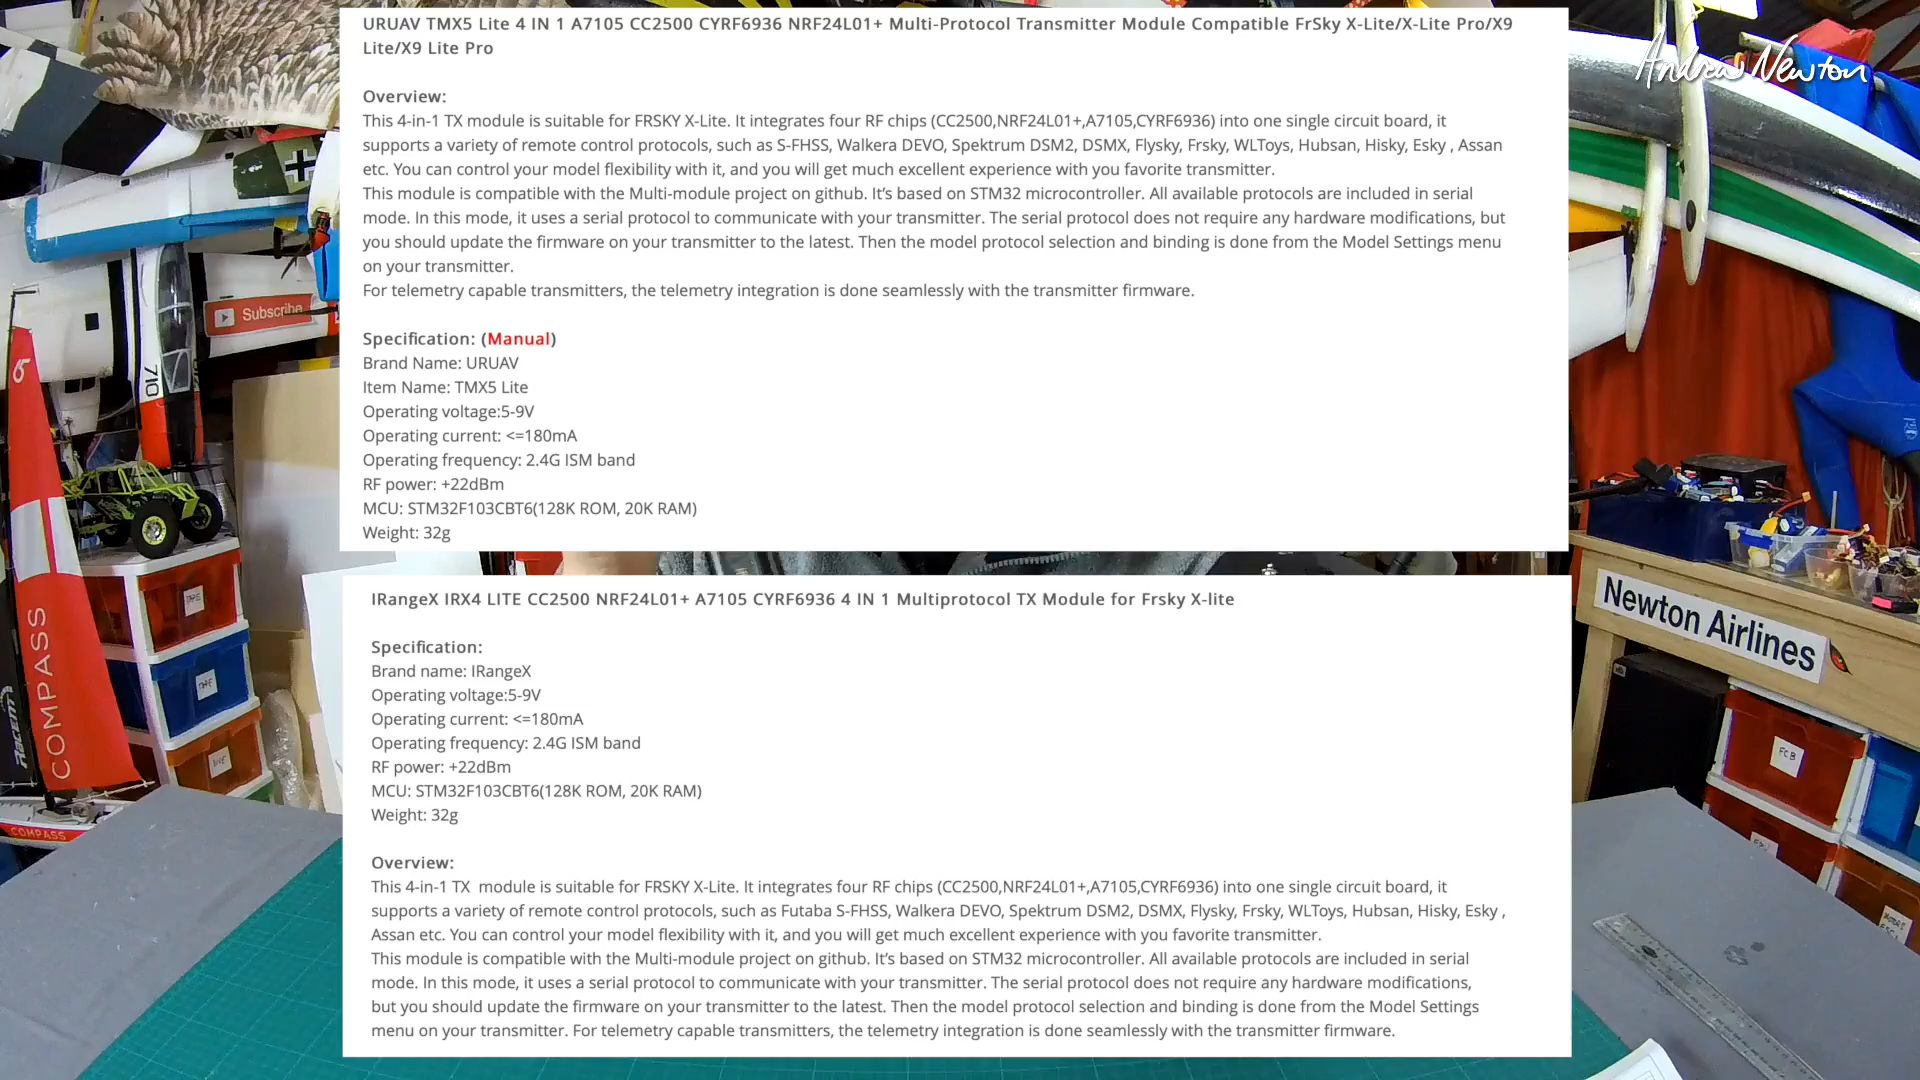 URUAV TMX5 Lite 4 IN 1 A7105 CC2500 CYRF6936 NRF24L01+ Multi-Protocol Transmitter Module Compatible FrSky X-Lite/X-Lite Pro/X9
Lite/X9 Lite Pro
Overview:
This 4-in-1 TX module is suitable for FRSKY X-Lite. It integrates four RF chips (CC2500,NRF24L01+,A7105,CYRF6936) into one single circuit board, it
supports a variety of remote control protocols, such as S-FHSS, Walkera DEVO, Spektrum DSM2, DSMX, Flysky, Frsky, WLToys, Hubsan, Hisky, Esky , Assan
etc. You can control your model flexibility with it, and you will get much excellent experience with you favorite transmitter.
This module is compatible with the Multi-module project on github. It’s based on STM32 microcontroller. All available protocols are included in serial
mode. In this mode, it uses a serial protocol to communicate with your transmitter. The serial protocol does not require any hardware modifications, but
you should update the firmware on your transmitter to the latest. Then the model protocol selection and binding is done from the Model Settings menu
on your transmitter.
For telemetry capable transmitters, the telemetry integration is done seamlessly with the transmitter firmware.
Specification: (Manual)
Brand Name: URUAV
Item Name: TMX5 Lite
Operating voltage:5-9V
Operating current: <=180mA
Operating frequency: 2.4G ISM band
RF power: +22dBm
MCU: STM32F103CBT6(128K ROM, 20K RAM)
Weight: 32g
IRangeX IRX4 LITE CC2500 NRF24L01+ A7105 CYRF6936 4 IN 1 Multiprotocol TX Module for Frsky X-lite
Specification:
Brand name: IRangeX
Operating voltage:5-9V
Operating current: <=180mA
Operating frequency: 2.4G ISM band
RF power: +22dBm
MCU: STM32F103CBT6(128K ROM, 20K RAM)
Weight: 32g
Overview:
This 4-in-1 TX  module is suitable for FRSKY X-Lite. It integrates four RF chips (CC2500,NRF24L01+,A7105,CYRF6936) into one single circuit board, it
supports a variety of remote control protocols, such as Futaba S-FHSS, Walkera DEVO, Spektrum DSM2, DSMX, Flysky, Frsky, WLToys, Hubsan, Hisky, Esky ,
Assan etc. You can control your model flexibility with it, and you will get much excellent experience with you favorite transmitter.
This module is compatible with the Multi-module project on github. It’s based on STM32 microcontroller. All available protocols are included in serial
mode. In this mode, it uses a serial protocol to communicate with your transmitter. The serial protocol does not require any hardware modifications,
but you should update the firmware on your transmitter to the latest. Then the model protocol selection and binding is done from the Model Settings
menu on your transmitter. For telemetry capable transmitters, the telemetry integration is done seamlessly with the transmitter firmware.
Andrew Newton
Subscribe
710
6
COMPASS
RacEM
COMPASS
TAPE
Newton Airlines
FCB